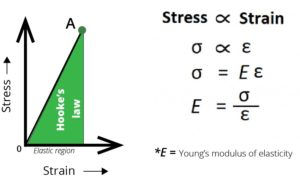 A
Stress
Hooke's
law
0
Elastic region
Strain
Stress ∝ Strain
σ ∝ ε
σ = E ε
E = σ/ε
*E = Young's modulus of elasticity